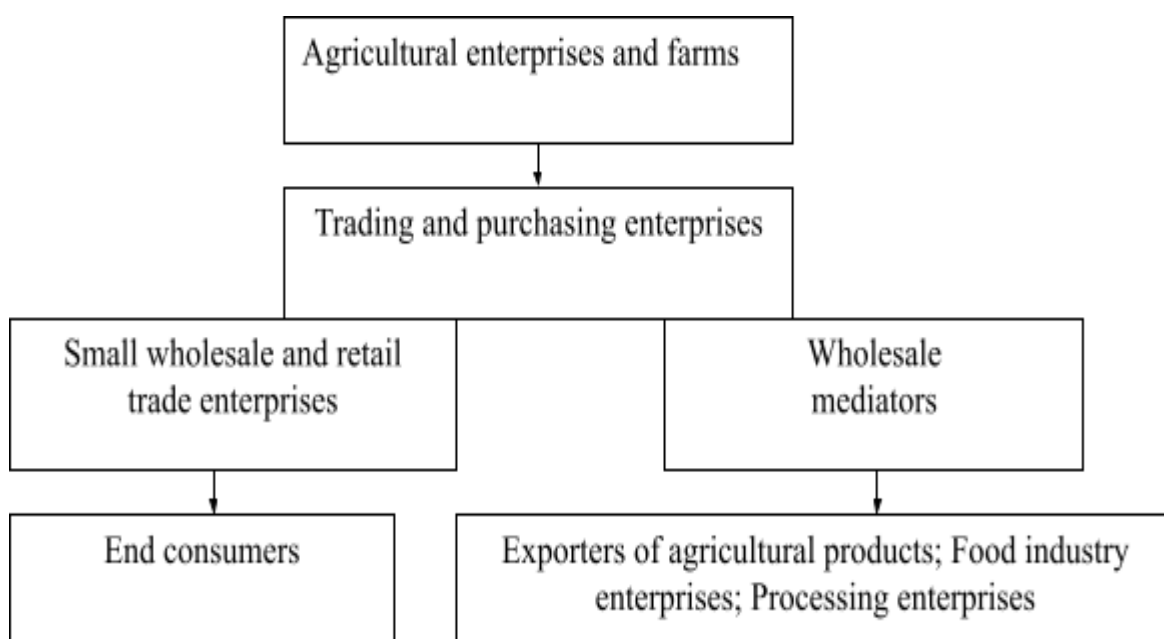 Agricultural enterprises and farms
Trading and purchasing enterprises
Small wholesale and retail
trade enterprises
Wholesale
mediators
End consumers
Exporters of agricultural products; Food industry
enterprises; Processing enterprises